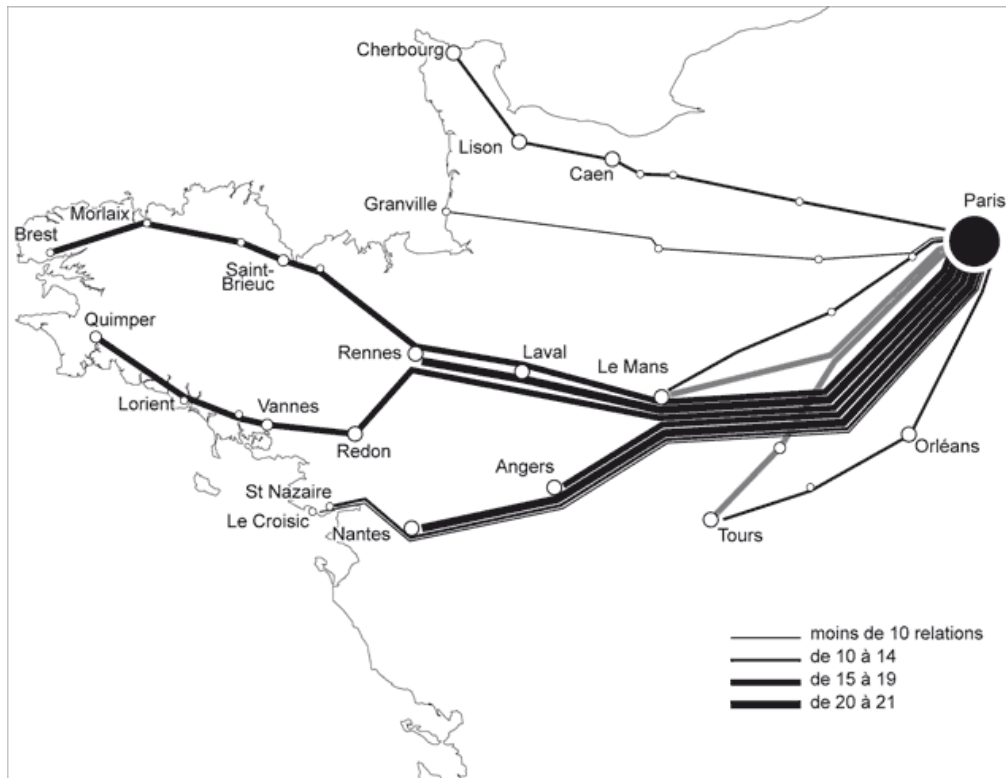 Cherbourg
Lison
Caen
Paris
Granville
Morlaix
Brest
Saint-
Brieuc
Quimper
Rennes
Laval
Le Mans
Lorient
Vannes
Redon
Orléans
Angers
St Nazaire
Le Croisic
Nantes
Tours
moins de 10 relations
de 10 à 14
de 15 à 19
de 20 à 21